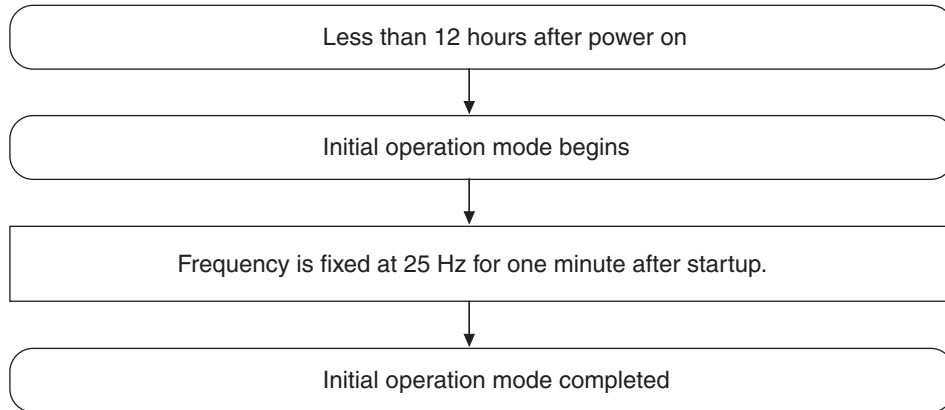 Less than 12 hours after power on
Initial operation mode begins
Frequency is fixed at 25 Hz for one minute after startup.
Initial operation mode completed